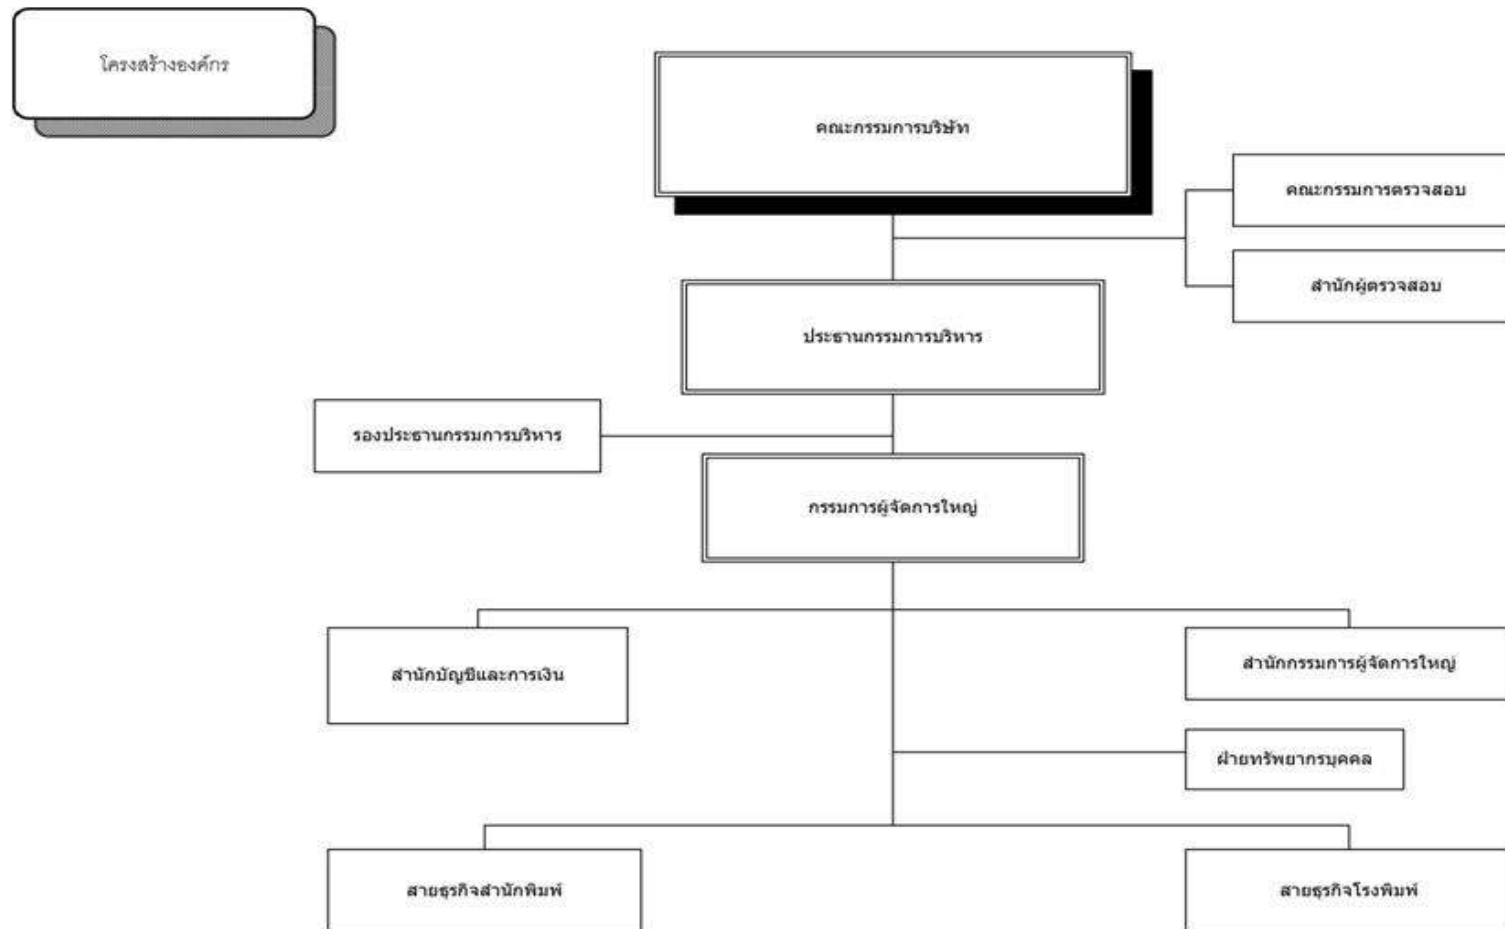 โครงสร้างองค์กร
คณะกรรมการบริษัท
คณะกรรมการตรวจสอบ
สำนักผู้ตรวจสอบ
ประธานกรรมการบริหาร
รองประธานกรรมการบริหาร
กรรมการผู้จัดการใหญ่
สำนักบัญชีและการเงิน
สำนักกรรมการผู้จัดการใหญ่
ฝ่ายทรัพยากรบุคคล
สายธุรกิจสำนักพิมพ์
สายธุรกิจโรงพิมพ์